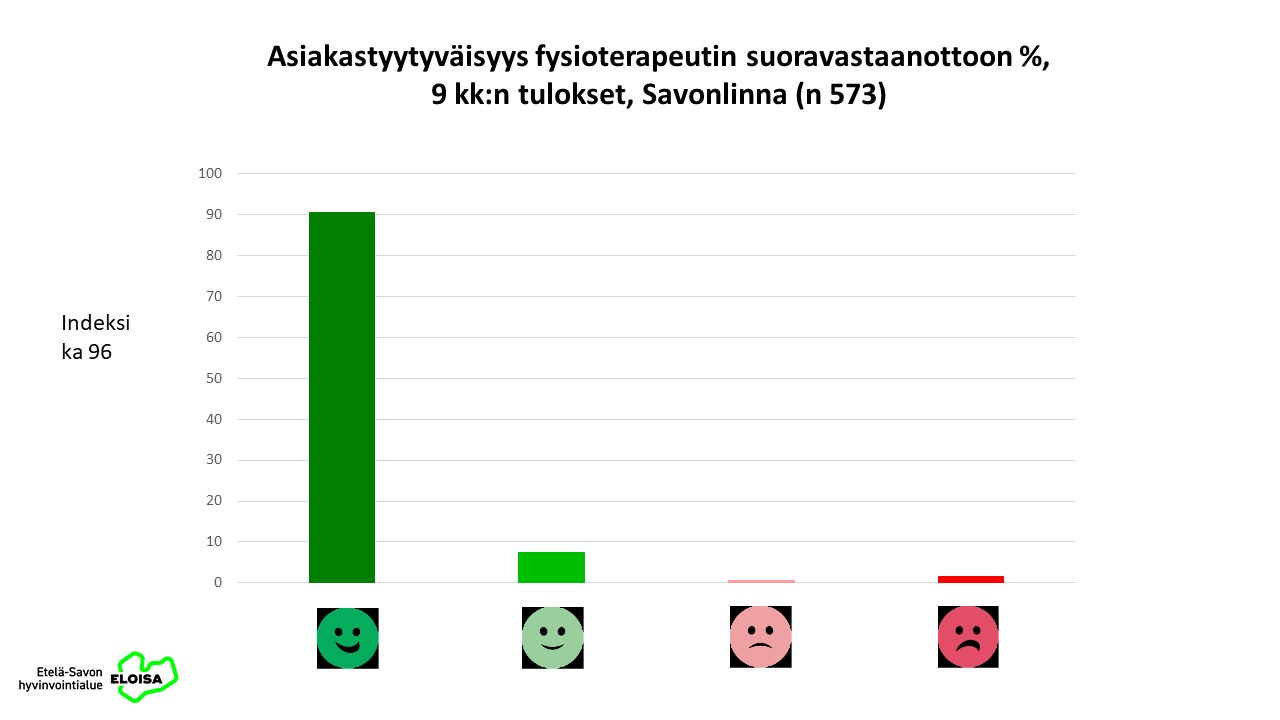 Asiakastyytyväisyys fysioterapeutin suoravastaanottoon %,
9 kk:n tulokset, Savonlinna (n 573)
100
90
80
70
60
50
40
30
20
10
0
Indeksi
ka 96
Etelä-Savon
hyvinvointialue
ELOISA